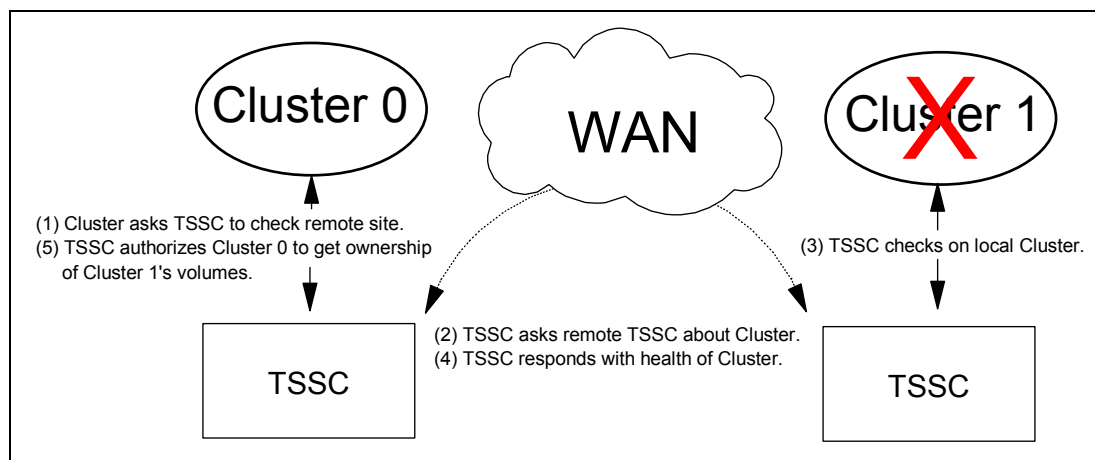 Cluster 0
WAN
Cluster 1
(1) Cluster asks TSSC to check remote site.
(5) TSSC authorizes Cluster 0 to get ownership
of Cluster 1's volumes.
(3) TSSC checks on local Cluster.
(2) TSSC asks remote TSSC about Cluster.
(4) TSSC responds with health of Cluster.
TSSC
TSSC